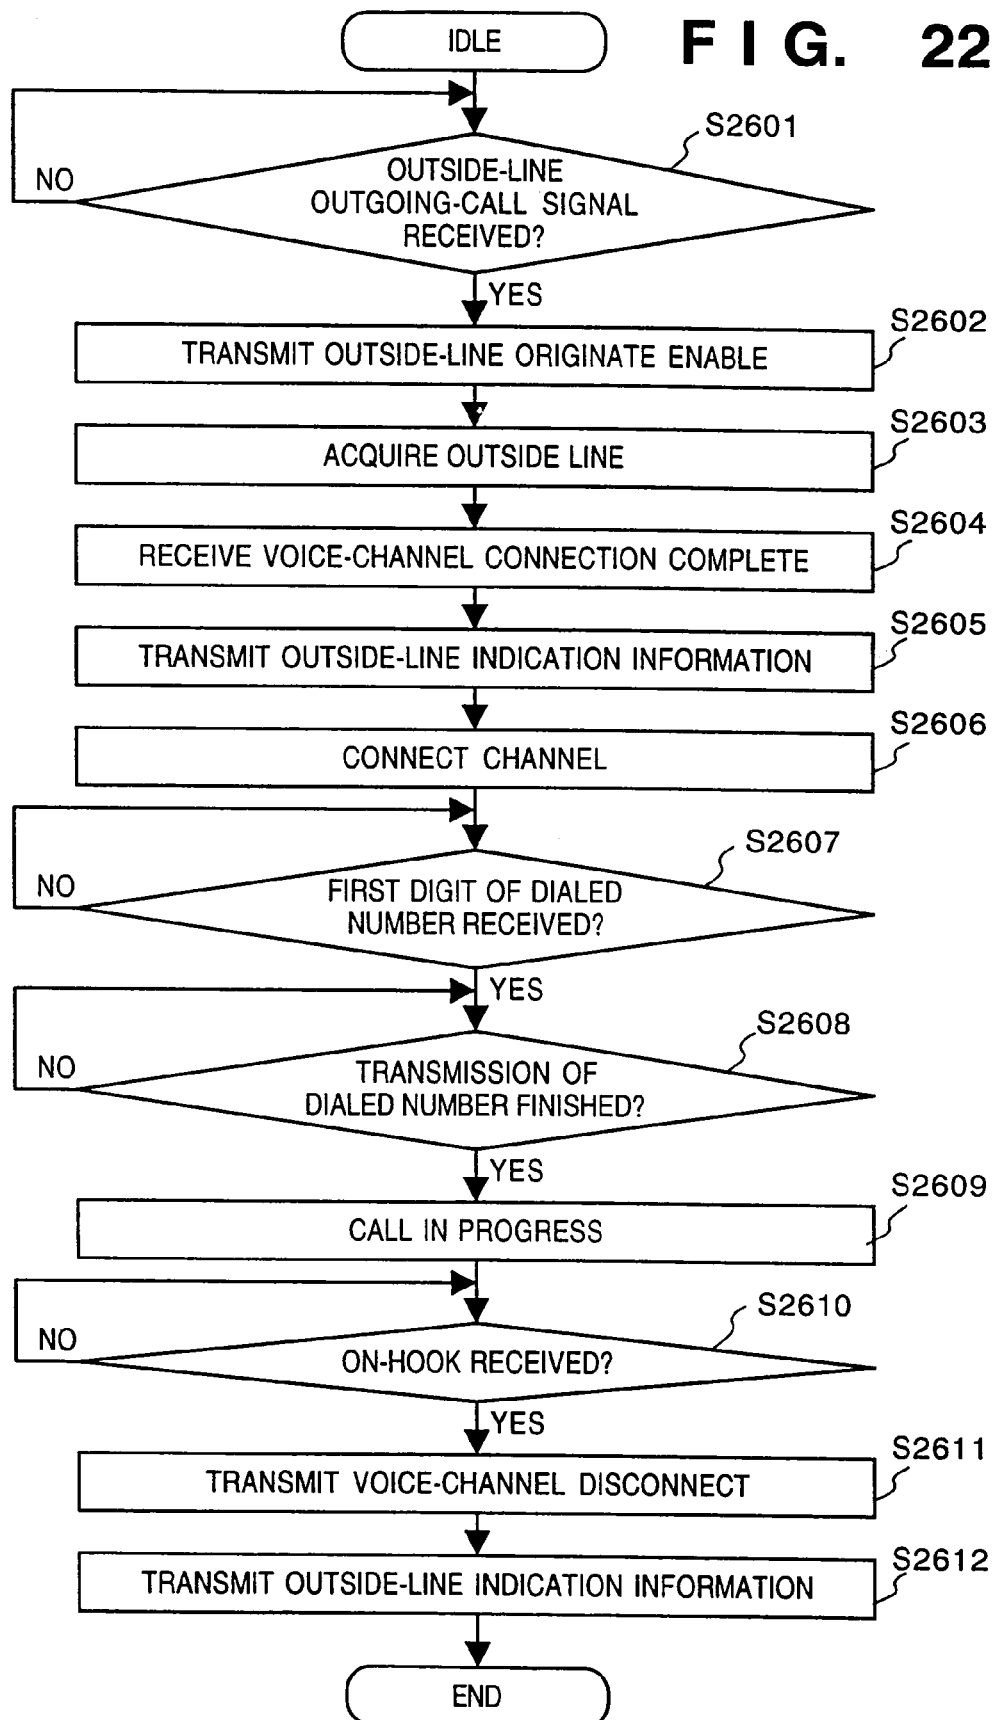 IDLE
FIG. 22
S2601
NO
OUTSIDE-LINE
OUTGOING-CALL SIGNAL
RECEIVED?
YES
S2602
TRANSMIT OUTSIDE-LINE ORIGINATE ENABLE
S2603
ACQUIRE OUTSIDE LINE
S2604
RECEIVE VOICE-CHANNEL CONNECTION COMPLETE
S2605
TRANSMIT OUTSIDE-LINE INDICATION INFORMATION
S2606
CONNECT CHANNEL
S2607
NO
FIRST DIGIT OF DIALED
NUMBER RECEIVED?
YES
S2608
NO
TRANSMISSION OF
DIALED NUMBER FINISHED?
YES
S2609
CALL IN PROGRESS
S2610
NO
ON-HOOK RECEIVED?
YES
S2611
TRANSMIT VOICE-CHANNEL DISCONNECT
S2612
TRANSMIT OUTSIDE-LINE INDICATION INFORMATION
END